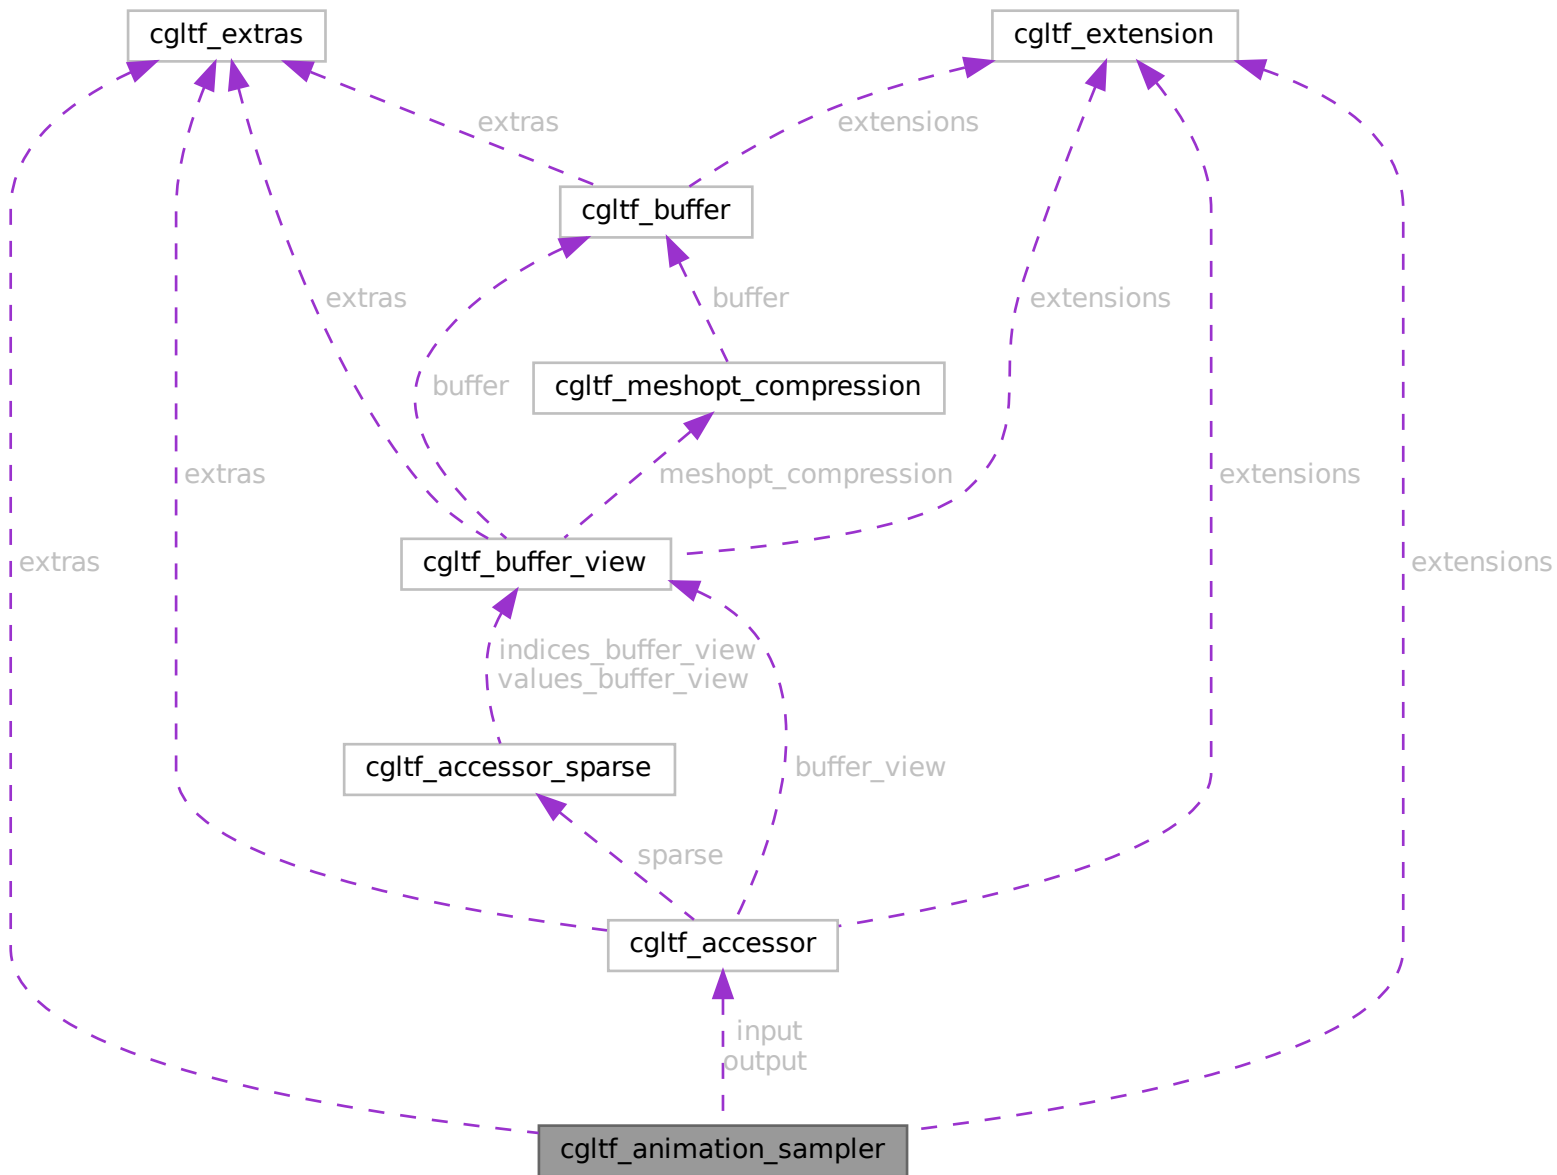 cgltf_extras
cgltf_extension
extras
extensions
cgltf_buffer
extras
buffer
extensions
buffer
cgltf_meshopt_compression
extras
meshopt_compression
extensions
extras
cgltf_buffer_view
extensions
indices_buffer_view
values_buffer_view
cgltf_accessor_sparse
buffer_view
sparse
cgltf_accessor
input
output
cgltf_animation_sampler